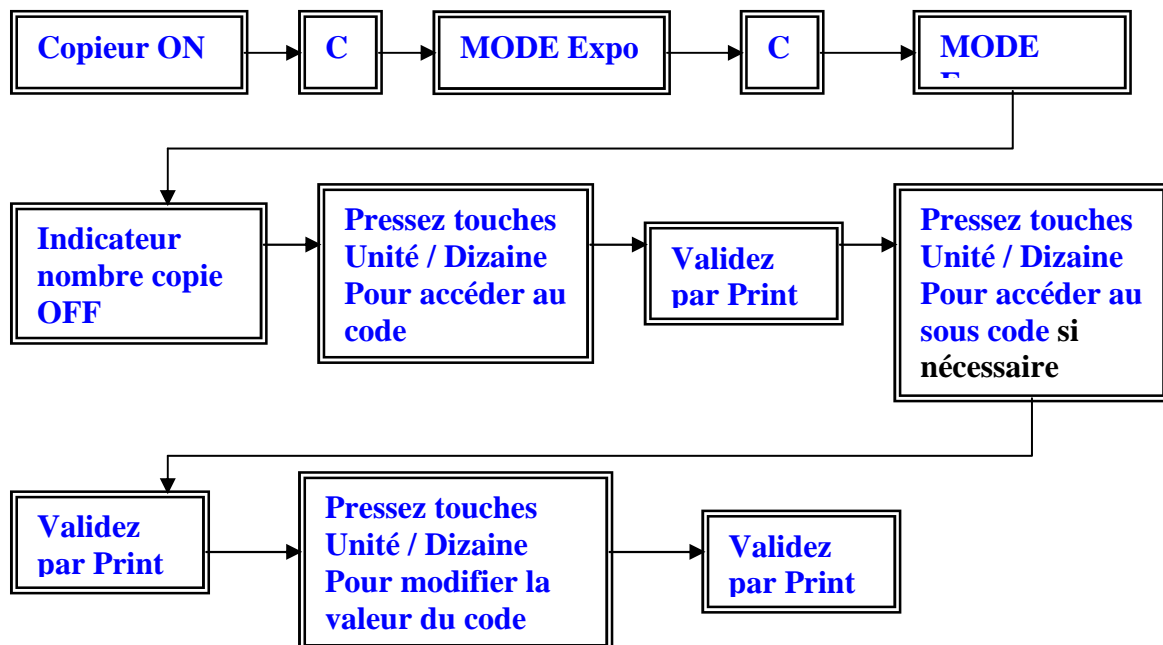 Copieur ON
C
MODE Expo
C
MODE
Indicateur
nombre copie
OFF
Pressez touches
Unité / Dizaine
Pour accéder au
code
Validez
par Print
Pressez touches
Unité / Dizaine
Pour accéder au
sous code si
nécessaire
Validez
par Print
Pressez touches
Unité / Dizaine
Pour modifier la
valeur du code
Validez
par Print